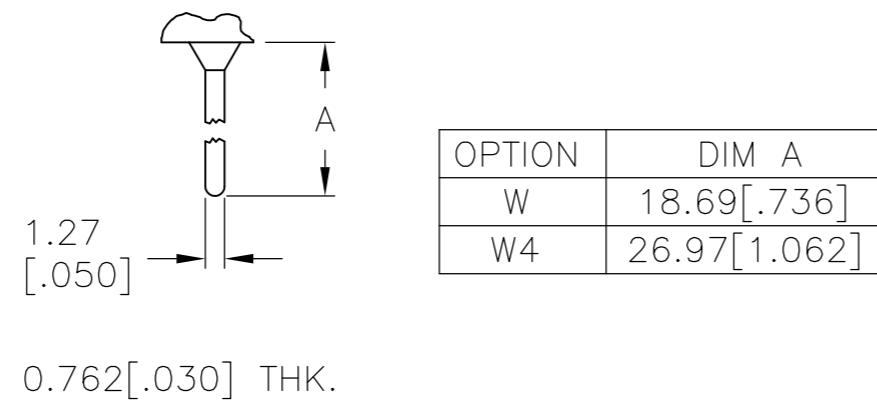 A
1.27
[.050]
0.762[.030] THK.
OPTION DIM A
W 18.69[.736]
W4 26.97[1.062]